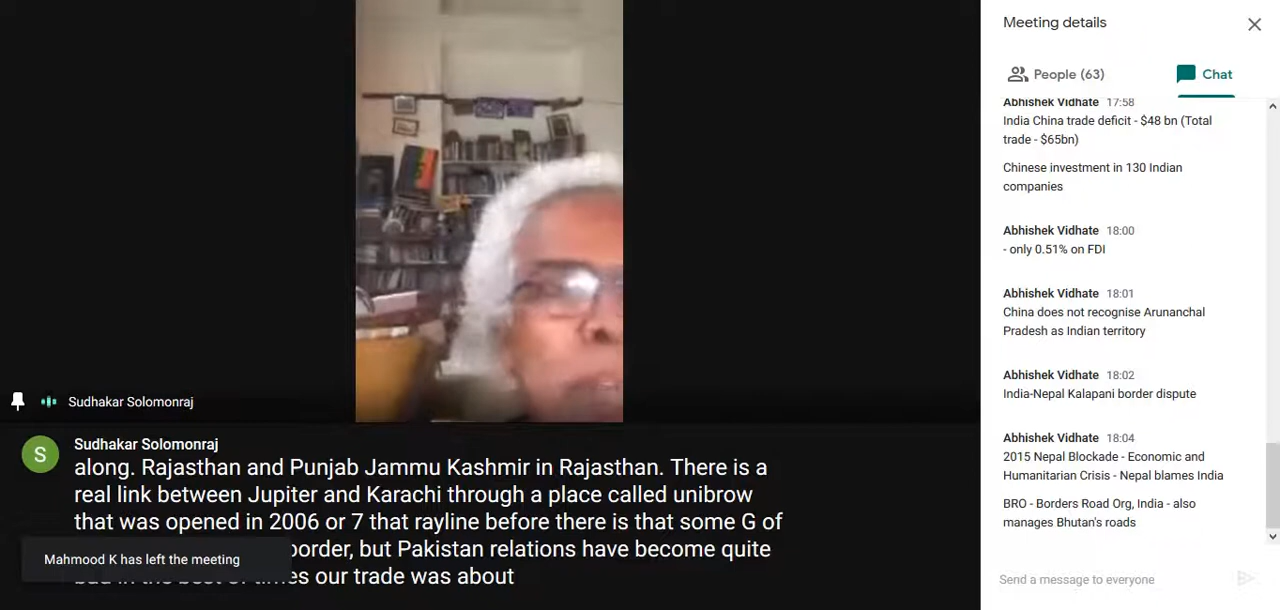 Meeting details
People (63)
Chat
Abhishek Vidhate 17:58
India China trade deficit - $48 bn (Total
trade - $65bn)
Chinese investment in 130 Indian
companies
Abhishek Vidhate 18:00
- only 0.51% on FDI
Abhishek Vidhate 18:01
China does not recognise Arunanchal
Pradesh as Indian territory
Abhishek Vidhate 18:02
India-Nepal Kalapani border dispute
Abhishek Vidhate 18:04
2015 Nepal Blockade - Economic and
Humanitarian Crisis - Nepal blames India
BRO - Borders Road Org, India - also
manages Bhutan's roads
Send a message to everyone
Sudhakar Solomonraj
S
Sudhakar Solomonraj
along. Rajasthan and Punjab Jammu Kashmir in Rajasthan. There is a
real link between Jupiter and Karachi through a place called unibrow
that was opened in 2006 or 7 that rayline before there is that some G of
border, but Pakistan relations have become quite
bad in the best of times our trade was about
Mahmood K has left the meeting